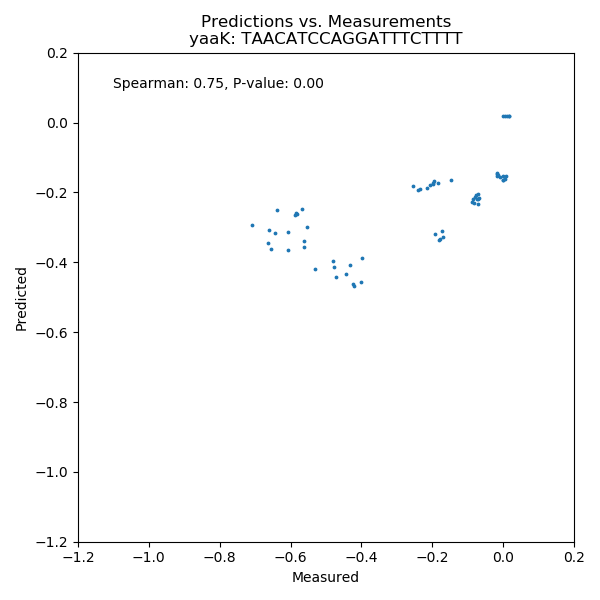 Predictions vs. Measurements
yaaK: TAACATCCAGGATTTCTTTT
Spearman: 0.75, P-value: 0.00
0.2
0.0
−0.2
−0.4
−0.6
−0.8
−1.0
−1.2
Predicted
−1.2 −1.0 −0.8 −0.6 −0.4 −0.2 0.0 0.2
Measured